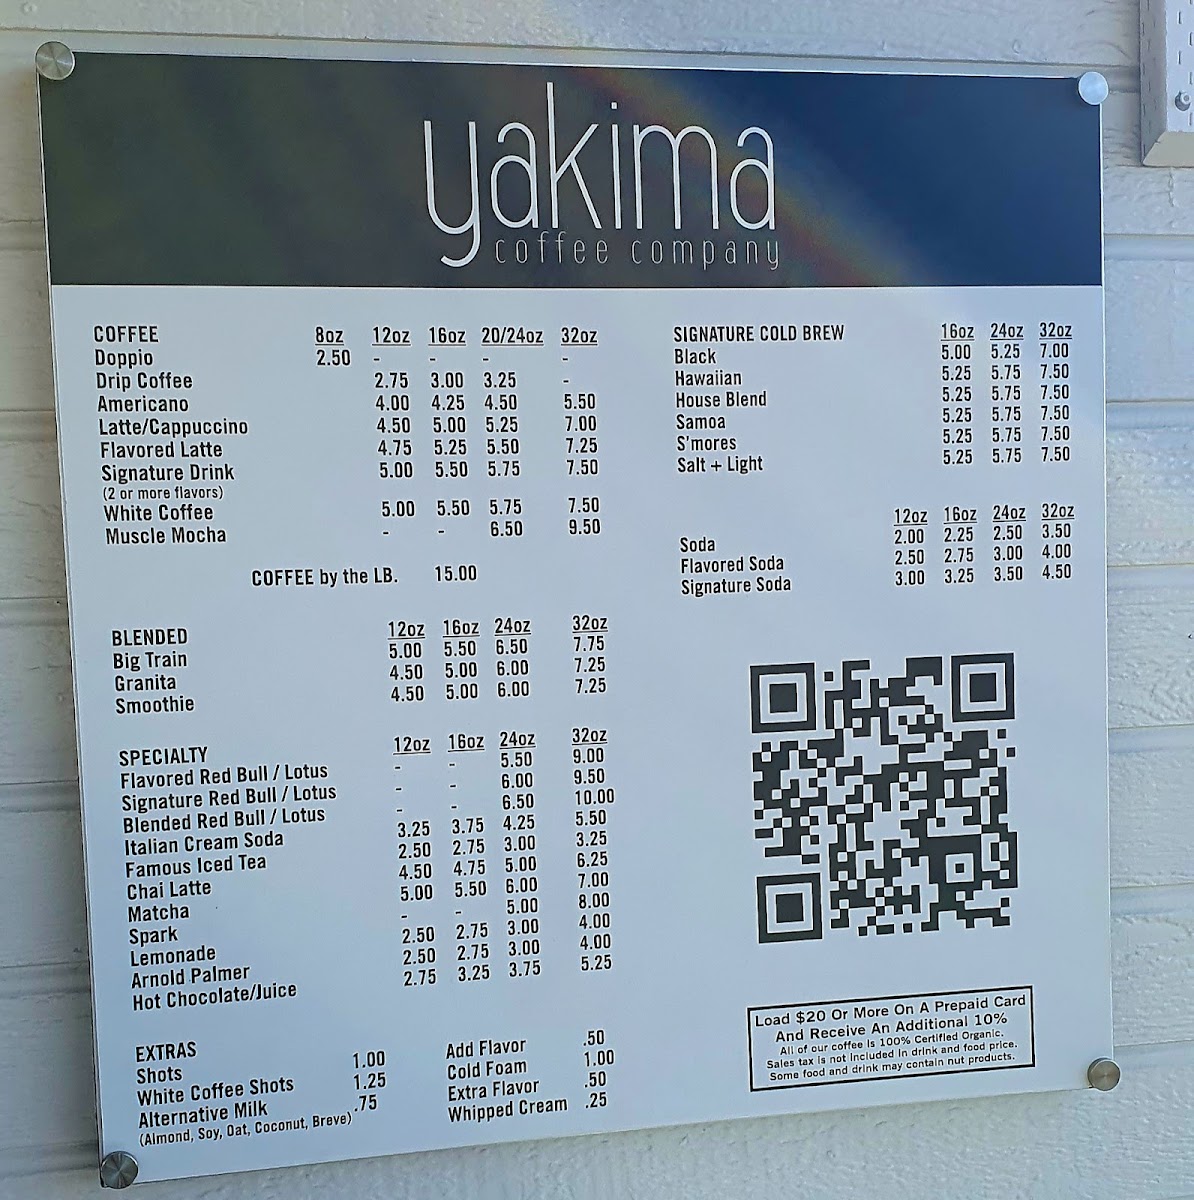 yakima
coffee company
COFFEE 8oz 12oz 16oz 20/24oz 32oz
Doppio 2.50 - - - -
Drip Coffee 2.75 3.00 3.25 -
Americano 4.00 4.25 4.50 5.50
Latte/Cappuccino 4.50 5.00 5.25 7.00
Flavored Latte 4.75 5.25 5.50 7.25
Signature Drink 5.00 5.50 5.75 7.50
(2 or more flavors)
White Coffee 5.00 5.50 5.75 7.50
Muscle Mocha - - 6.50 9.50
COFFEE by the LB. 15.00
BLENDED 12oz 16oz 24oz 32oz
Big Train 5.00 5.50 6.50 7.75
Granita 4.50 5.00 6.00 7.25
Smoothie 4.50 5.00 6.00 7.25
SPECIALTY 12oz 16oz 24oz 32oz
Flavored Red Bull / Lotus - - 5.50 9.00
Signature Red Bull / Lotus - - 6.00 9.50
Blended Red Bull / Lotus - - 6.50 10.00
Italian Cream Soda 3.25 3.75 4.25 5.50
Famous Iced Tea 2.50 2.75 3.00 3.25
Chai Latte 4.50 4.75 5.00 6.25
Matcha 5.00 5.50 6.00 7.00
Spark - - 5.00 8.00
Lemonade 2.50 2.75 3.00 4.00
Arnold Palmer 2.50 2.75 3.00 4.00
Hot Chocolate/Juice 2.75 3.25 3.75 5.25
EXTRAS
Shots 1.00
White Coffee Shots 1.25
Alternative Milk .75
(Almond, Soy, Oat, Coconut, Breve)
Add Flavor .50
Cold Foam 1.00
Extra Flavor .50
Whipped Cream .25
SIGNATURE COLD BREW 16oz 24oz 32oz
Black 5.00 5.25 7.00
Hawaiian 5.25 5.75 7.50
House Blend 5.25 5.75 7.50
Samoa 5.25 5.75 7.50
S'mores 5.25 5.75 7.50
Salt + Light 5.25 5.75 7.50
12oz 16oz 24oz 32oz
Soda 2.00 2.25 2.50 3.50
Flavored Soda 2.50 2.75 3.00 4.00
Signature Soda 3.00 3.25 3.50 4.50
Load $20 Or More On A Prepaid Card
And Receive An Additional 10%
All of our coffee is 100% Certified Organic.
Sales tax is not included in drink and food price.
Some food and drink may contain nut products.